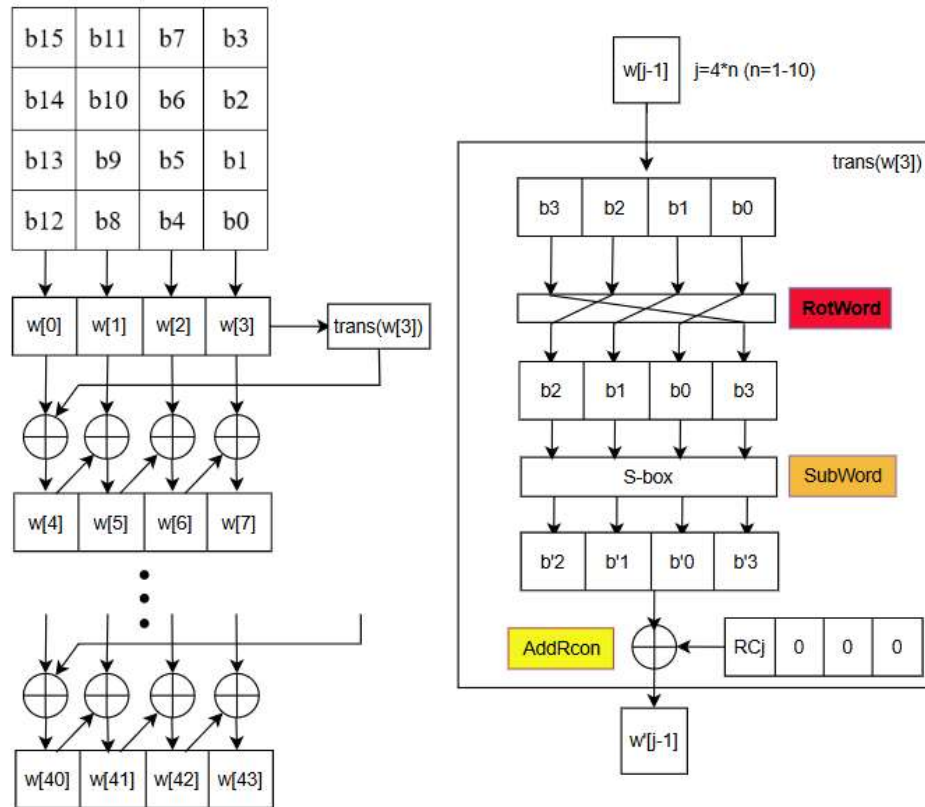 b15 b11 b7 b3
b14 b10 b6 b2
b13 b9 b5 b1
b12 b8 b4 b0
w[0] w[1] w[2] w[3] trans(w[3])
w[4] w[5] w[6] w[7]
w[40] w[41] w[42] w[43]
w[j-1] j=4*n (n=1-10)
trans(w[3])
b3 b2 b1 b0
RotWord
b2 b1 b0 b3
S-box SubWord
b'2 b'1 b'0 b'3
AddRcon RCj 0 0 0
w'[j-1]